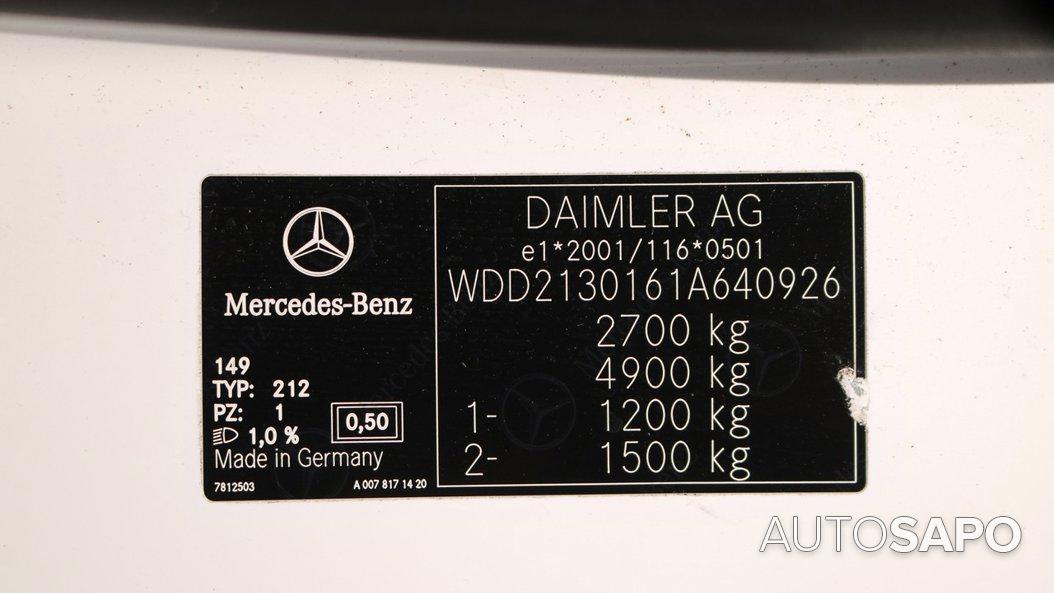 Mercedes-Benz
149
TYP: 212
PZ: 1
1,0 %
0,50
Made in Germany
7812503
A 007 817 14 20
DAIMLER AG
e1*2001/116*0501
WDD2130161A640926
2700 kg
4900 kg
1- 1200 kg
2- 1500 kg
AUTOSAPO